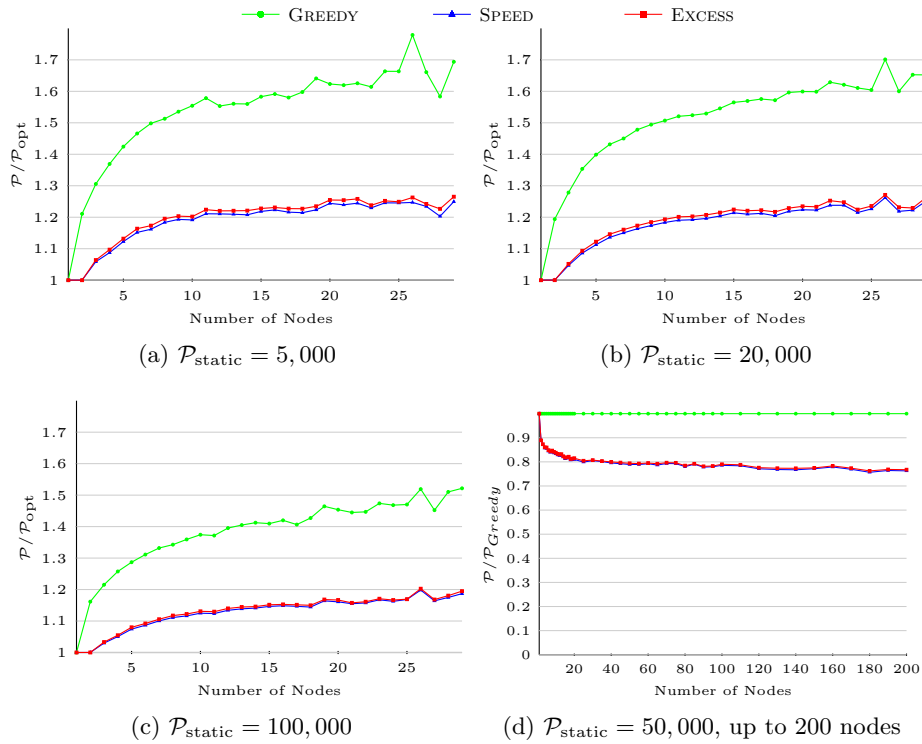 GREEDY SPEED EXCESS
1.7
1.6
1.5
1.4
1.3
1.2
1.1
1
P/P_opt
5 10 15 20 25
Number of Nodes
(a) P_static = 5,000
1.7
1.6
1.5
1.4
1.3
1.2
1.1
1
P/P_opt
5 10 15 20 25
Number of Nodes
(b) P_static = 20,000
1.7
1.6
1.5
1.4
1.3
1.2
1.1
1
P/P_opt
5 10 15 20 25
Number of Nodes
(c) P_static = 100,000
0.9
0.8
0.7
0.6
0.5
0.4
0.3
0.2
0.1
0
P/P_Greedy
20 40 60 80 100 120 140 160 180 200
Number of Nodes
(d) P_static = 50,000, up to 200 nodes